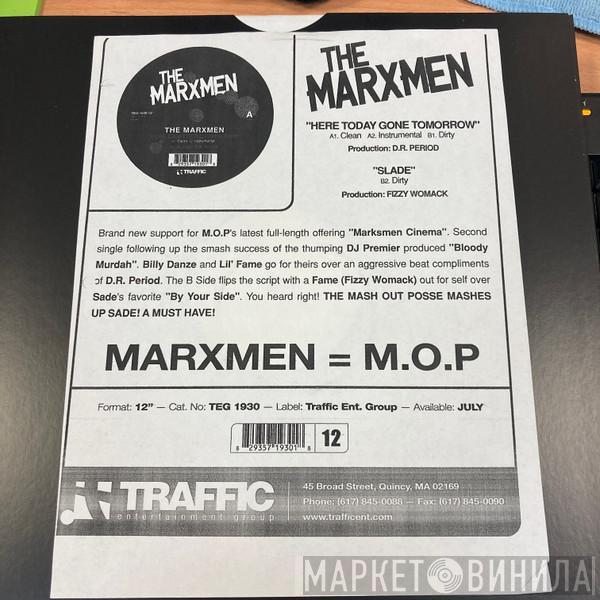 THE
MARXMEN
A
THE MARXMEN
8 29357 19301 8
TRAFFIC
THE
MARXMEN
"HERE TODAY GONE TOMORROW"
A1. Clean A2. Instrumental B1. Dirty
Production: D.R. PERIOD
"SLADE"
B2. Dirty
Production: FIZZY WOMACK
Brand new support for M.O.P's latest full-length offering "Marksmen Cinema". Second
single following up the smash success of the thumping DJ Premier produced "Bloody
Murdah". Billy Danze and Lil' Fame go for theirs over an aggressive beat compliments
of D.R. Period. The B Side flips the script with a Fame (Fizzy Womack) out for self over
Sade's favorite "By Your Side". You heard right! THE MASH OUT POSSE MASHES
UP SADE! A MUST HAVE!
MARXMEN = M.O.P
Format: 12" — Cat. No: TEG 1930 — Label: Traffic Ent. Group — Available: JULY
8 29357 19301 8
12
TRAFFIC
entertainment group
45 Broad Street, Quincy, MA 02169
Phone: (617) 845-0088 — Fax: (617) 845-0090
www.trafficent.com
МАРКЕТ ВИНИЛА